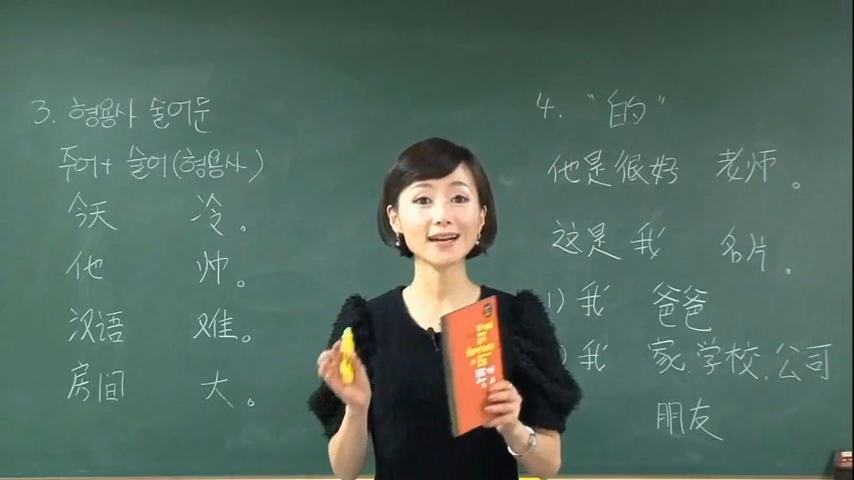 3. 형용사 술어문
주어 + 술어(형용사)
今天 冷。
他 帅。
汉语 难。
房间 大。
4. “的”
他是很好 老师。
这是 我 名片。
1) 我 爸爸
我 家. 学校. 公司
朋友